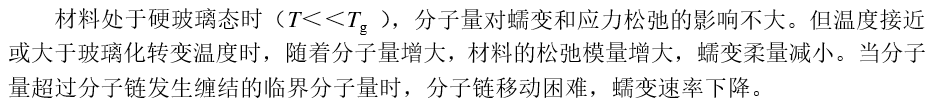 材料处于硬玻璃态时（T＜＜Tg ），分子量对蠕变和应力松弛的影响不大。但温度接近
或大于玻璃化转变温度时，随着分子量增大，材料的松弛模量增大，蠕变柔量减小。当分子
量超过分子链发生缠结的临界分子量时，分子链移动困难，蠕变速率下降。